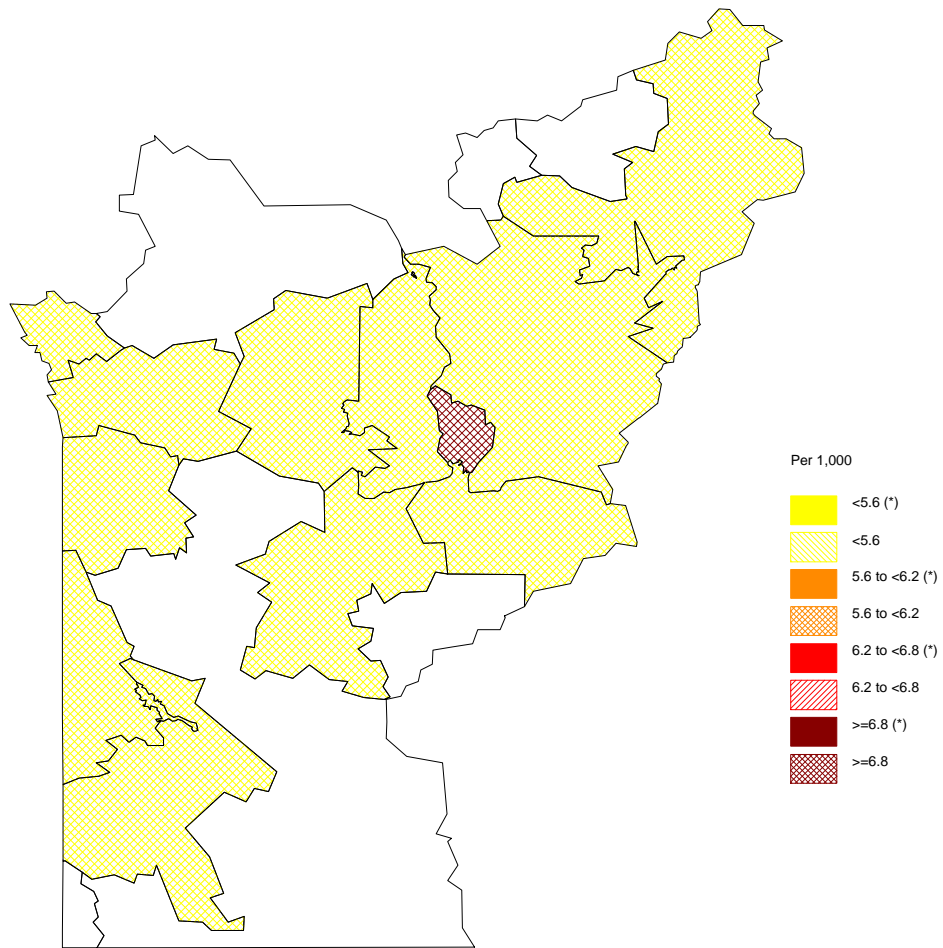 Per 1,000
<5.6 (*)
<5.6
5.6 to <6.2 (*)
5.6 to <6.2
6.2 to <6.8 (*)
6.2 to <6.8
>=6.8 (*)
>=6.8